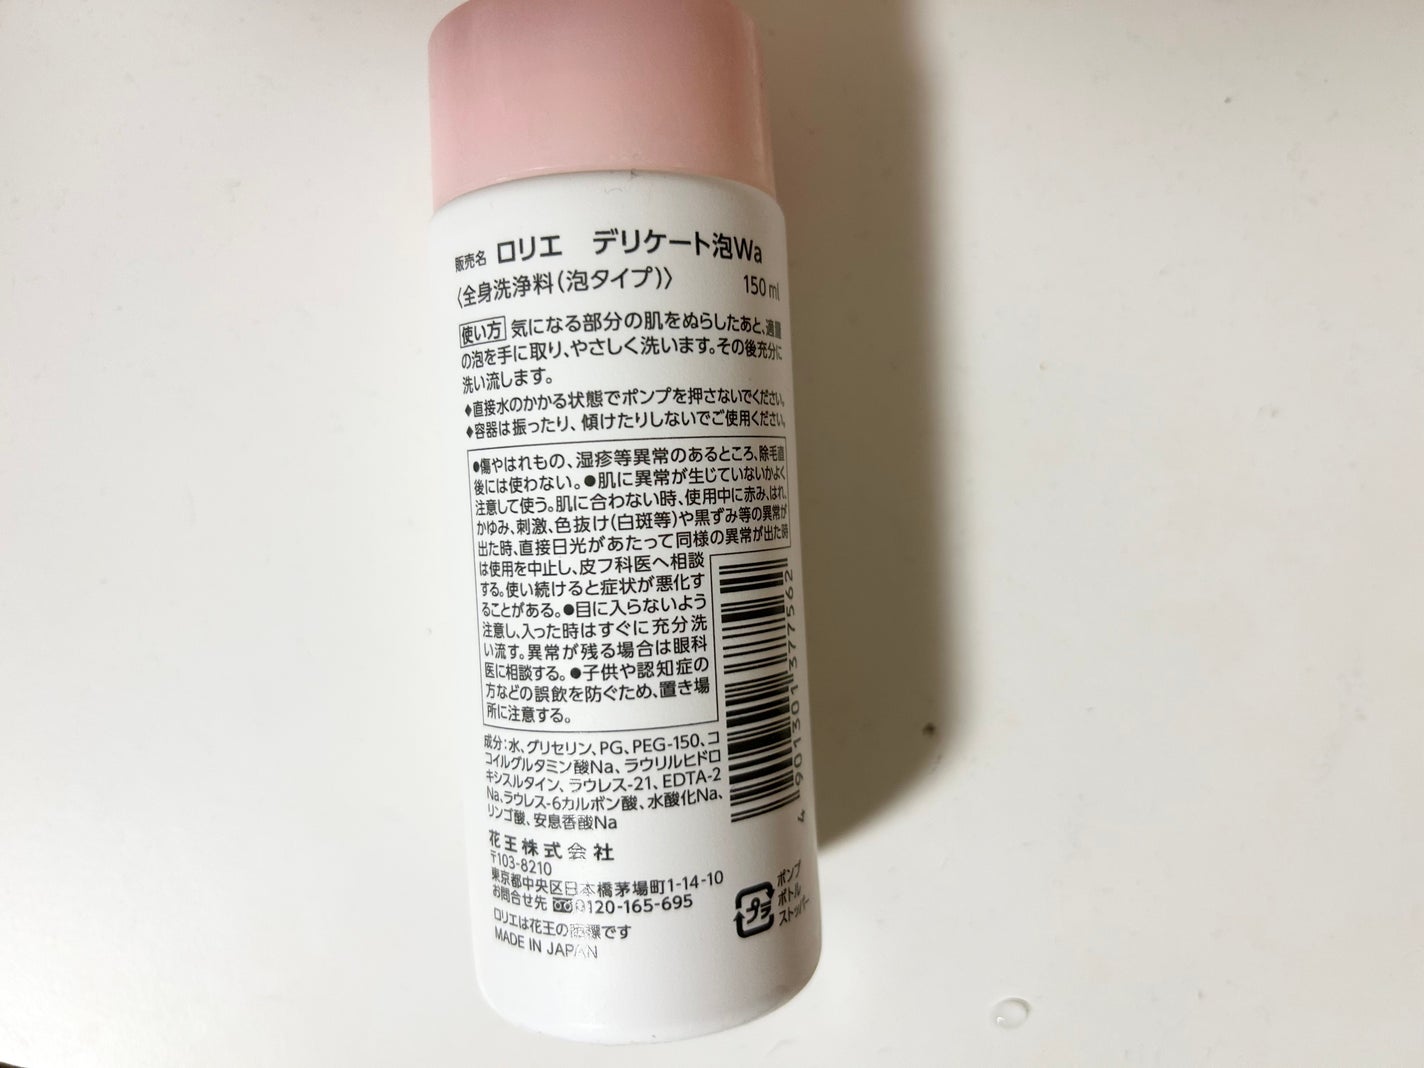 販売名 ロリエ デリケート泡Wa
〈全身洗浄料(泡タイプ)〉 150ml
使い方 気になる部分の肌をぬらしたあと、適量
の泡を手に取り、やさしく洗います。その後充分に
洗い流します。
♦直接水のかかる状態でポンプを押さないでください。
♦容器は振ったり、傾けたりしないでご使用ください。
●傷やはれもの、湿疹等異常のあるところ、除毛直
後には使わない。●肌に異常が生じていないかよく
注意して使う。肌に合わない時、使用中に赤み、はれ、
かゆみ、刺激、色抜け(白斑等)や黒ずみ等の異常が
出た時、直接日光があたって同様の異常が出た時
は使用を中止し、皮フ科医へ相談
する。使い続けると症状が悪化す
ることがある。●目に入らないよう
注意し、入った時はすぐに充分洗
い流す。異常が残る場合は眼科
医に相談する。●子供や認知症の
方などの誤飲を防ぐため、置き場
所に注意する。
4 901301 377562
成分:水、グリセリン、PG、PEG-150、コ
コイルグルタミン酸Na、ラウリルヒドロ
キシスルタイン、ラウレス-21、EDTA-2
Na、ラウレス-6カルボン酸、水酸化Na、
リンゴ酸、安息香酸Na
花王株式会社
〒103-8210
東京都中央区日本橋茅場町1-14-10
お問合せ先 0120-165-695
ロリエは花王の商標です
MADE IN JAPAN
プラ
ポンプ
ボトル
ストッパー